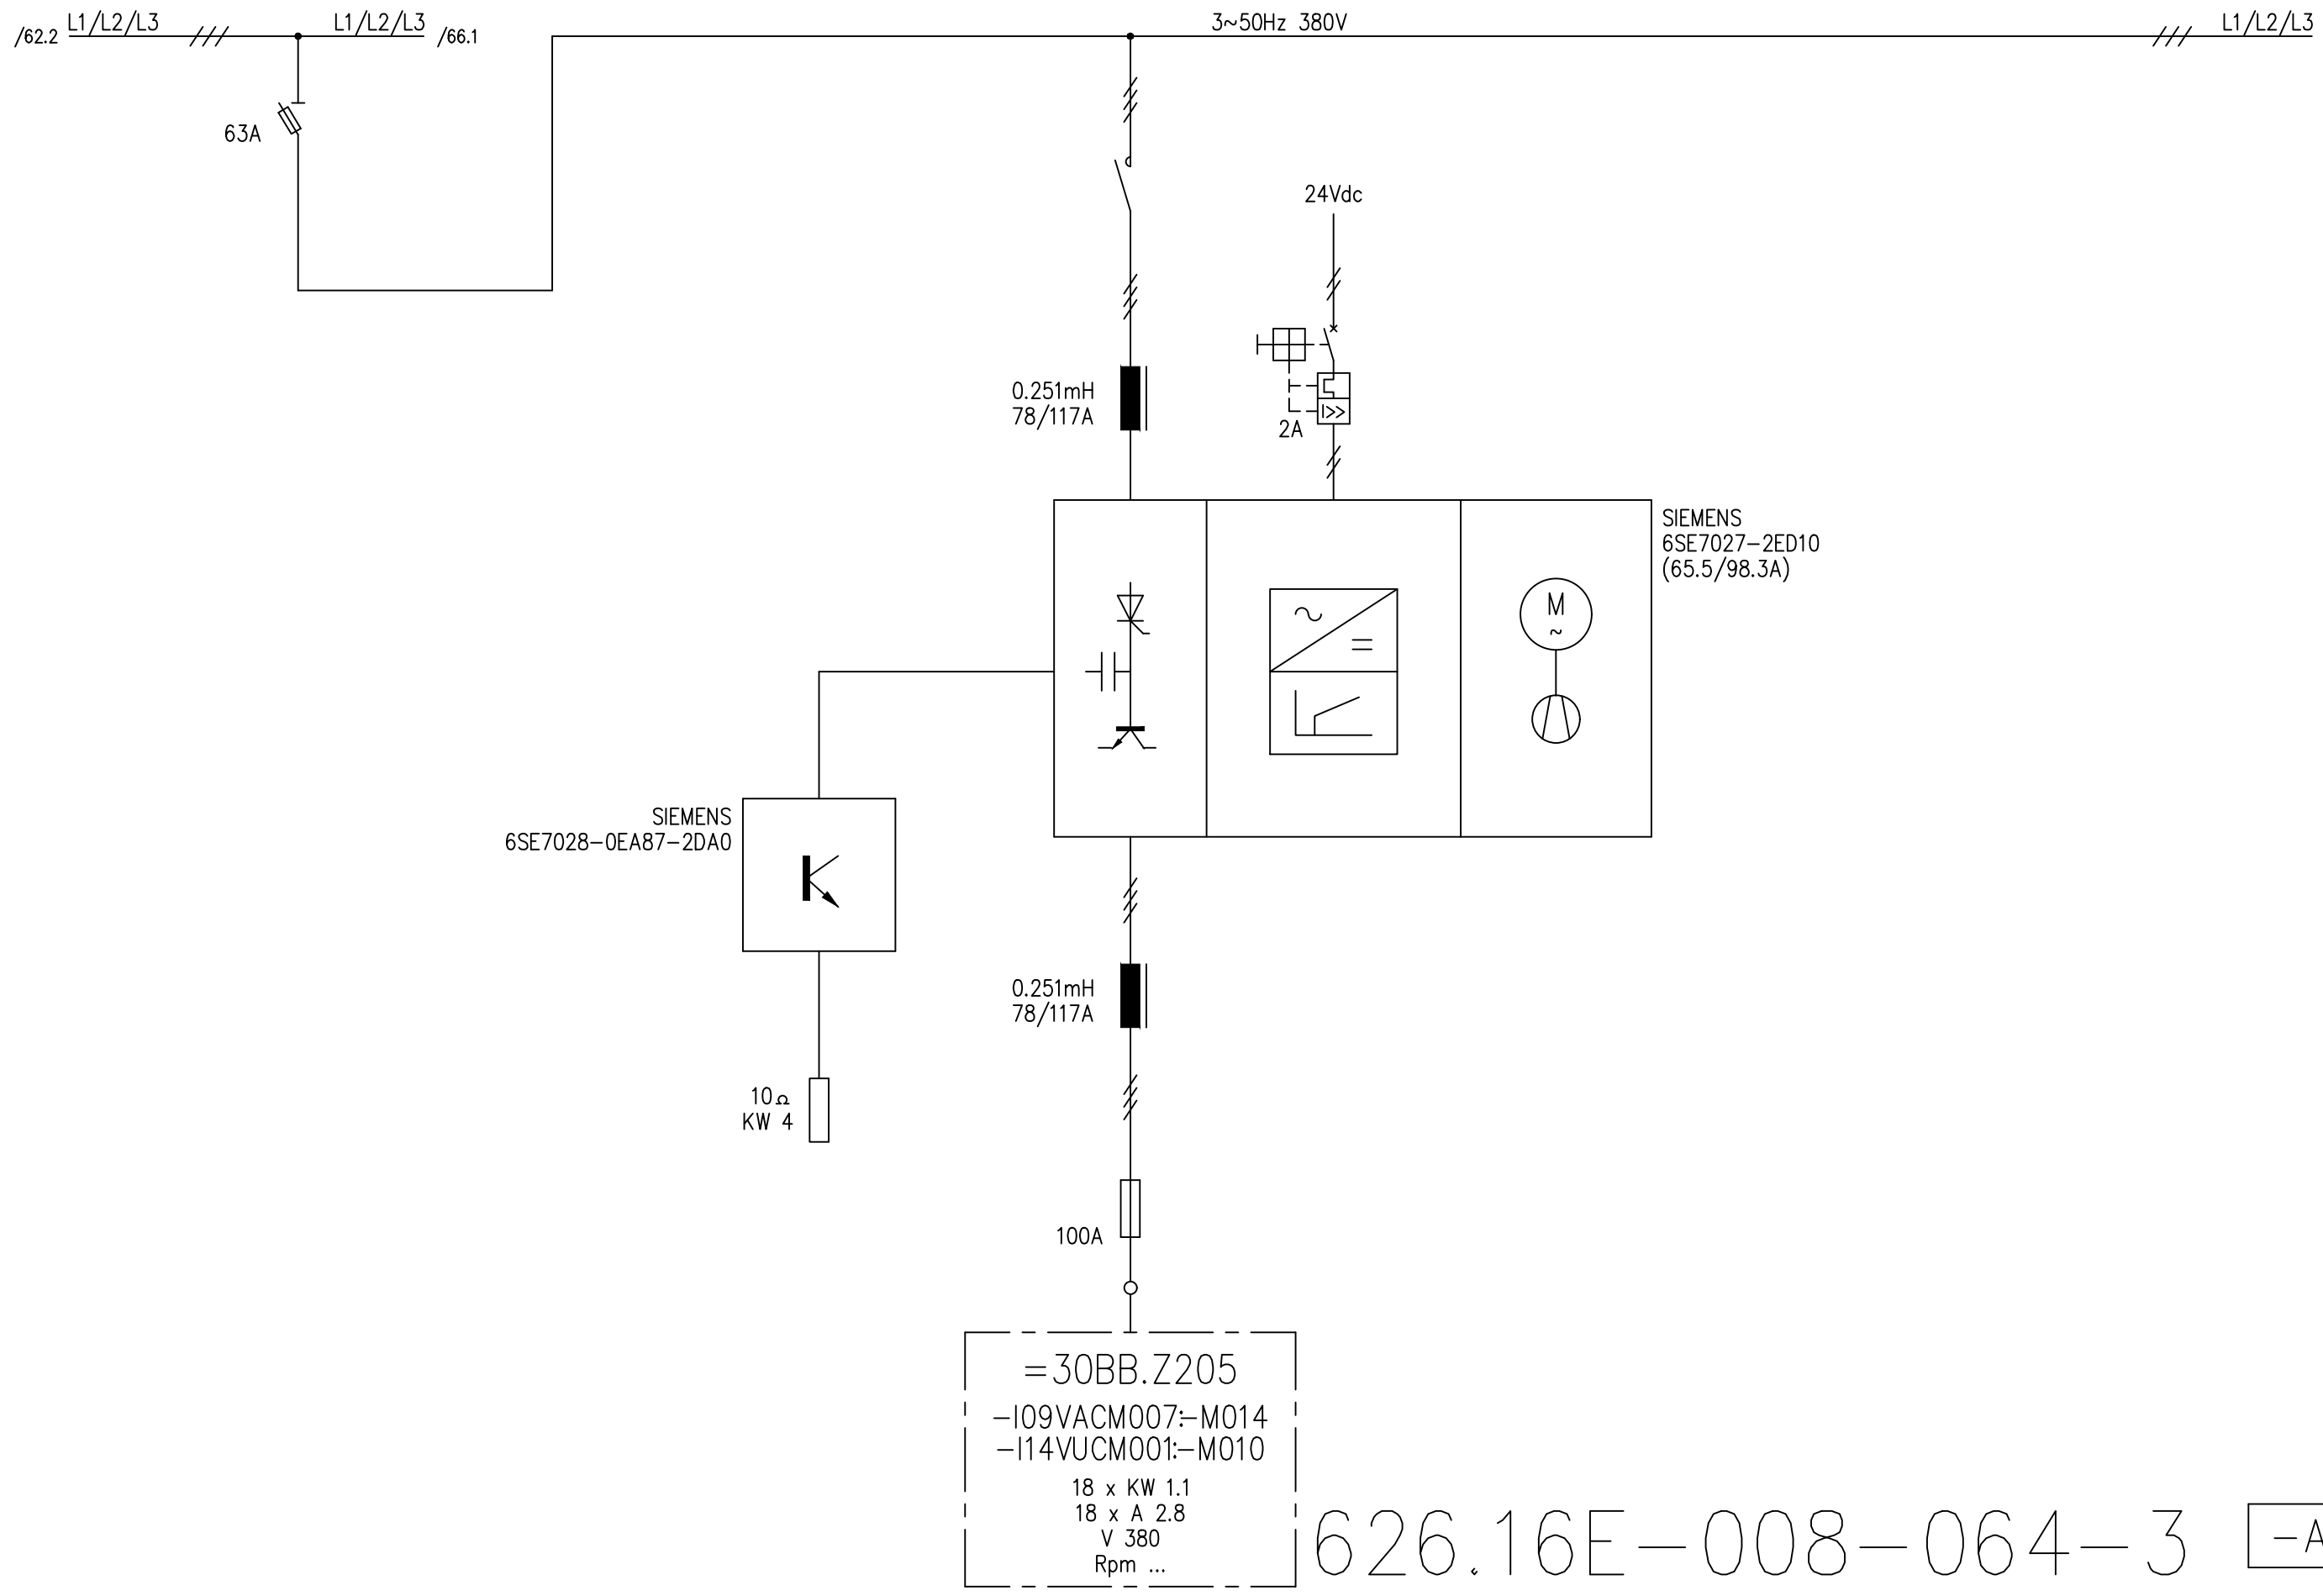 /62.2
L1/L2/L3
L1/L2/L3
/66.1
3~50Hz 380V
L1/L2/L3
63A
24Vdc
0.251mH
78/117A
2A
SIEMENS
6SE7027-2ED10
(65.5/98.3A)
M
~
SIEMENS
6SE7028-0EA87-2DA0
0.251mH
78/117A
10Ω
KW 4
100A
=30BB.Z205
-I09VACM007:-M014
-I14VUCM001:-M010
18 x KW 1.1
18 x A 2.8
V 380
Rpm ...
626.16E-008-064-3
-A